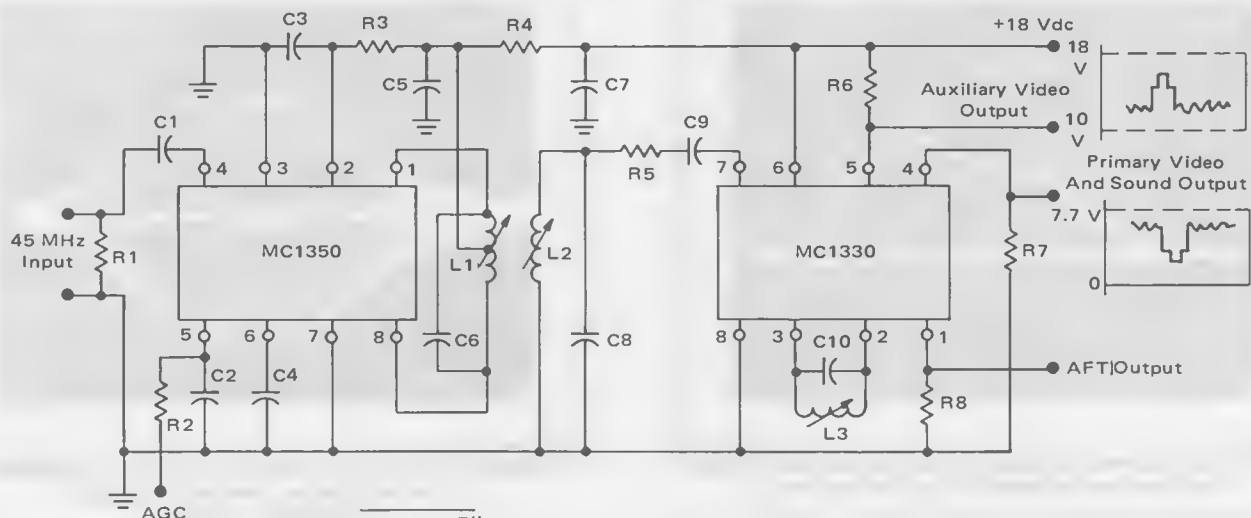 C3
R3
R4
+18 Vdc
18
V
C5
C7
R6
Auxiliary Video
Output
10
V
C1
C9
R5
4
3
2
1
7
6
5
4
Primary Video
And Sound Output
7.7 V
0
45 MHz
Input
R1
MC1350
L1
L2
MC1330
R7
5
6
7
8
C6
C8
8
3
2
1
C10
C2
C4
R2
L3
R8
AFT Output
AGC